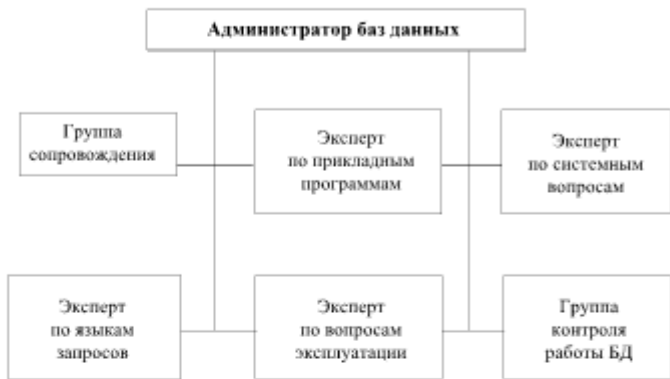 Администратор баз данных
Группа
сопровождения
Эксперт
по прикладным
программам
Эксперт
по системным
вопросам
Эксперт
по языкам
запросов
Эксперт
по вопросам
эксплуатации
Группа
контроля
работы БД